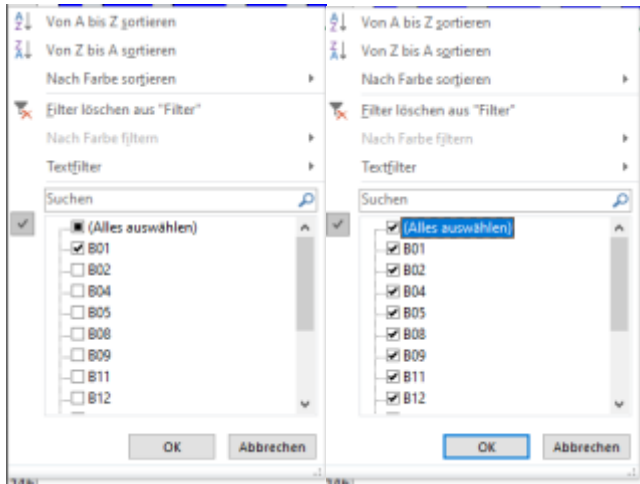 Von A bis Z sortieren
Von Z bis A sortieren
Nach Farbe sortieren
Filter löschen aus "Filter"
Nach Farbe filtern
Textfilter
Suchen
(Alles auswählen)
B01
B02
B04
B05
B08
B09
B11
B12
OK Abbrechen
Von A bis Z sortieren
Von Z bis A sortieren
Nach Farbe sortieren
Filter löschen aus "Filter"
Nach Farbe filtern
Textfilter
Suchen
(Alles auswählen)
B01
B02
B04
B05
B08
B09
B11
B12
OK Abbrechen